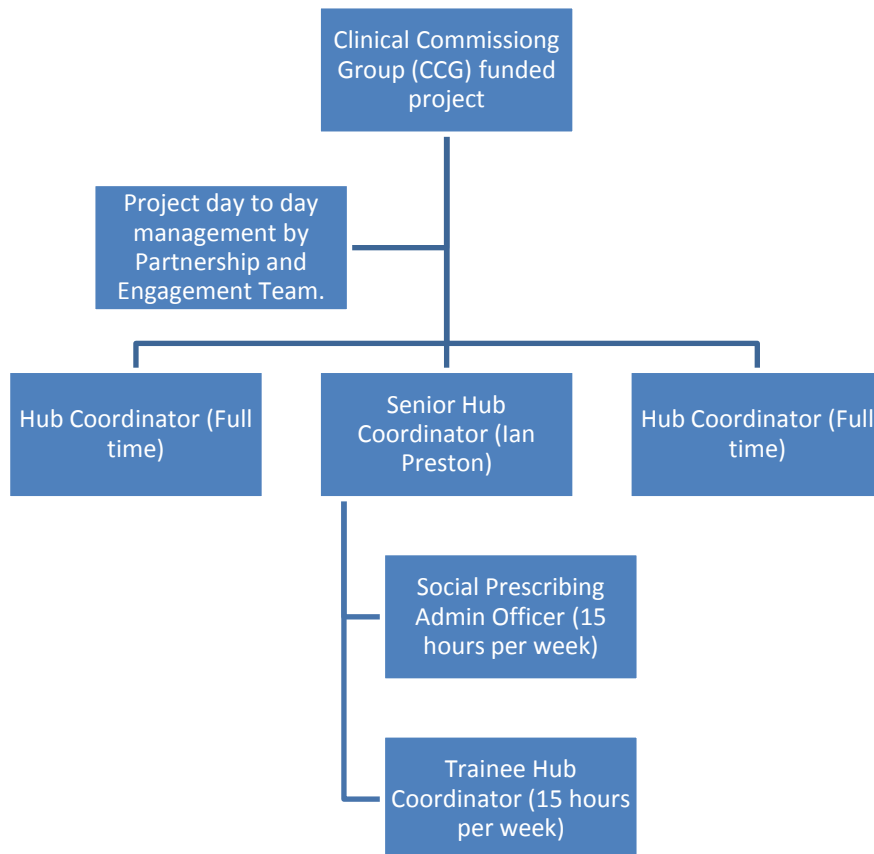 Clinical Commissiong
Group (CCG) funded
project
Project day to day
management by
Partnership and
Engagement Team.
Hub Coordinator (Full
time)
Senior Hub
Coordinator (Ian
Preston)
Hub Coordinator (Full
time)
Social Prescribing
Admin Officer (15
hours per week)
Trainee Hub
Coordinator (15 hours
per week)